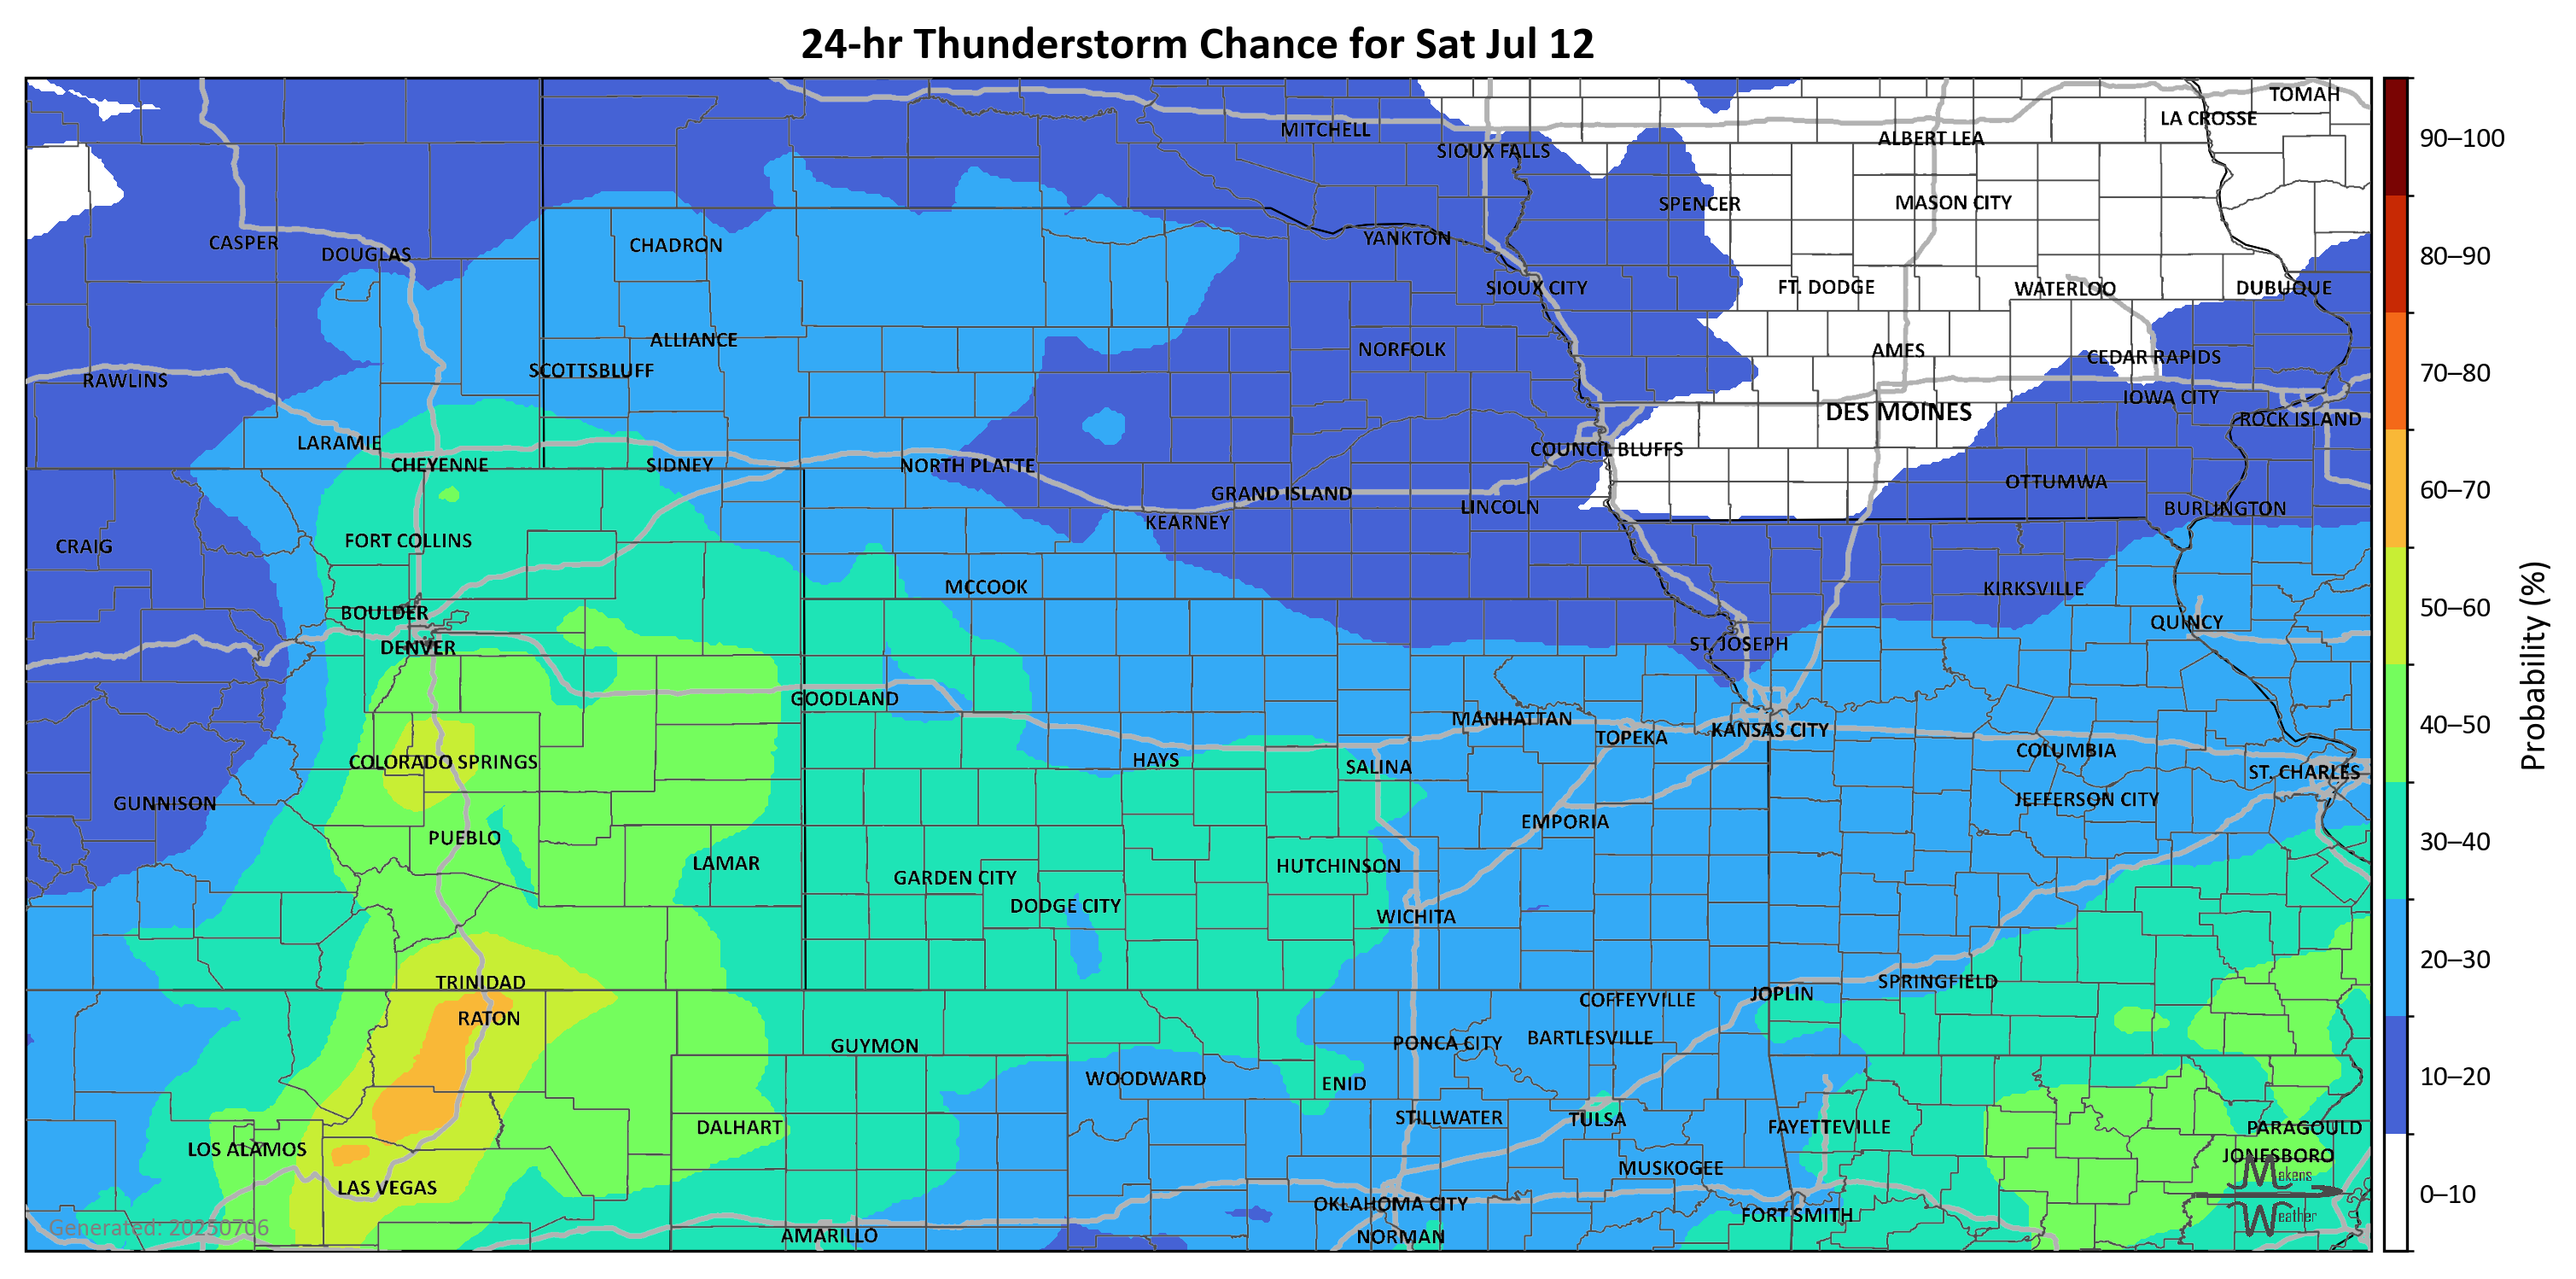 24-hr Thunderstorm Chance for Sat Jul 12
TOMAH
LA CROSSE
MITCHELL
ALBERT LEA
90–100
SIOUX FALLS
SPENCER
MASON CITY
CASPER
DOUGLAS
CHADRON
YANKTON
80–90
SIOUX CITY
FT. DODGE
WATERLOO
DUBUQUE
ALLIANCE
NORFOLK
AMES
CEDAR RAPIDS
RAWLINS
SCOTTSBLUFF
70–80
IOWA CITY
DES MOINES
ROCK ISLAND
LARAMIE
COUNCIL BLUFFS
CHEYENNE
SIDNEY
NORTH PLATTE
OTTUMWA
60–70
GRAND ISLAND
LINCOLN
BURLINGTON
KEARNEY
CRAIG
FORT COLLINS
MCCOOK
KIRKSVILLE
BOULDER
QUINCY
50–60
DENVER
ST. JOSEPH
GOODLAND
MANHATTAN
TOPEKA
KANSAS CITY
40–50
COLORADO SPRINGS
HAYS
SALINA
COLUMBIA
ST. CHARLES
GUNNISON
JEFFERSON CITY
PUEBLO
EMPORIA
30–40
LAMAR
GARDEN CITY
HUTCHINSON
DODGE CITY
WICHITA
Probability (%)
TRINIDAD
SPRINGFIELD
20–30
RATON
COFFEYVILLE
JOPLIN
GUYMON
PONCA CITY
BARTLESVILLE
WOODWARD
ENID
10–20
DALHART
STILLWATER
TULSA
FAYETTEVILLE
PARAGOULD
LOS ALAMOS
MUSKOGEE
JONESBORO
LAS VEGAS
OKLAHOMA CITY
FORT SMITH
0–10
Makens
Weather
Generated: 20250706
AMARILLO
NORMAN